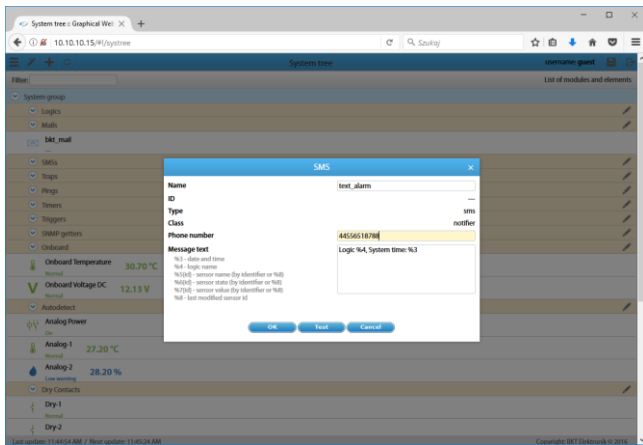 System tree :: Graphical Web
10.10.10.15/#!/systree
Szukaj
System tree
username: guest
Filter:
List of modules and elements
System group
Logics
Mails
bkt_mail
---
SMSs
Traps
Pings
Timers
Triggers
SNMP getters
Onboard
Onboard Temperature
30.70 °C
Normal
Onboard Voltage DC
12.13 V
Normal
Autodetect
Analog Power
On
Analog-1
27.20 °C
Normal
Analog-2
28.20 %
Low warning
Dry Contacts
Dry-1
Normal
Dry-2
SMS
Name
text_alarm
ID
---
Type
sms
Class
notifier
Phone number
44556518788
Message text
Logic %4, System time: %3
%3 - date and time
%4 - logic name
%5(id) - sensor name (by identifier or %8)
%6(id) - sensor state (by identifier or %8)
%7(id) - sensor value (by identifier or %8)
%8 - last modified sensor id
OK
Test
Cancel
Last update: 11:44:54 AM / Next update: 11:45:24 AM
Copyright: BKT Elektronik © 2016